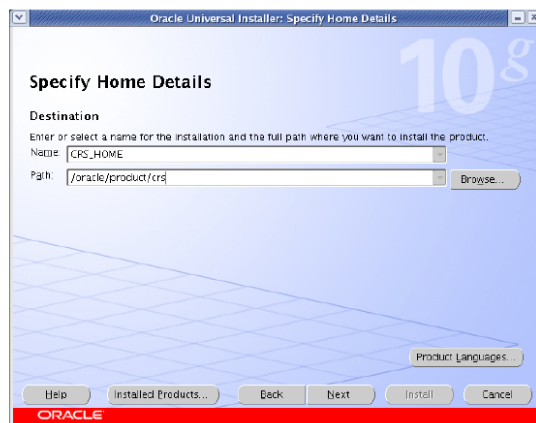 Oracle Universal Installer: Specify Home Details
10g
Specify Home Details
Destination
Enter or select a name for the installation and the full path where you want to install the product.
Name: CRS_HOME
Path: /oracle/product/crs
Browse...
Product Languages...
Help Installed Products... Back Next Install Cancel
ORACLE